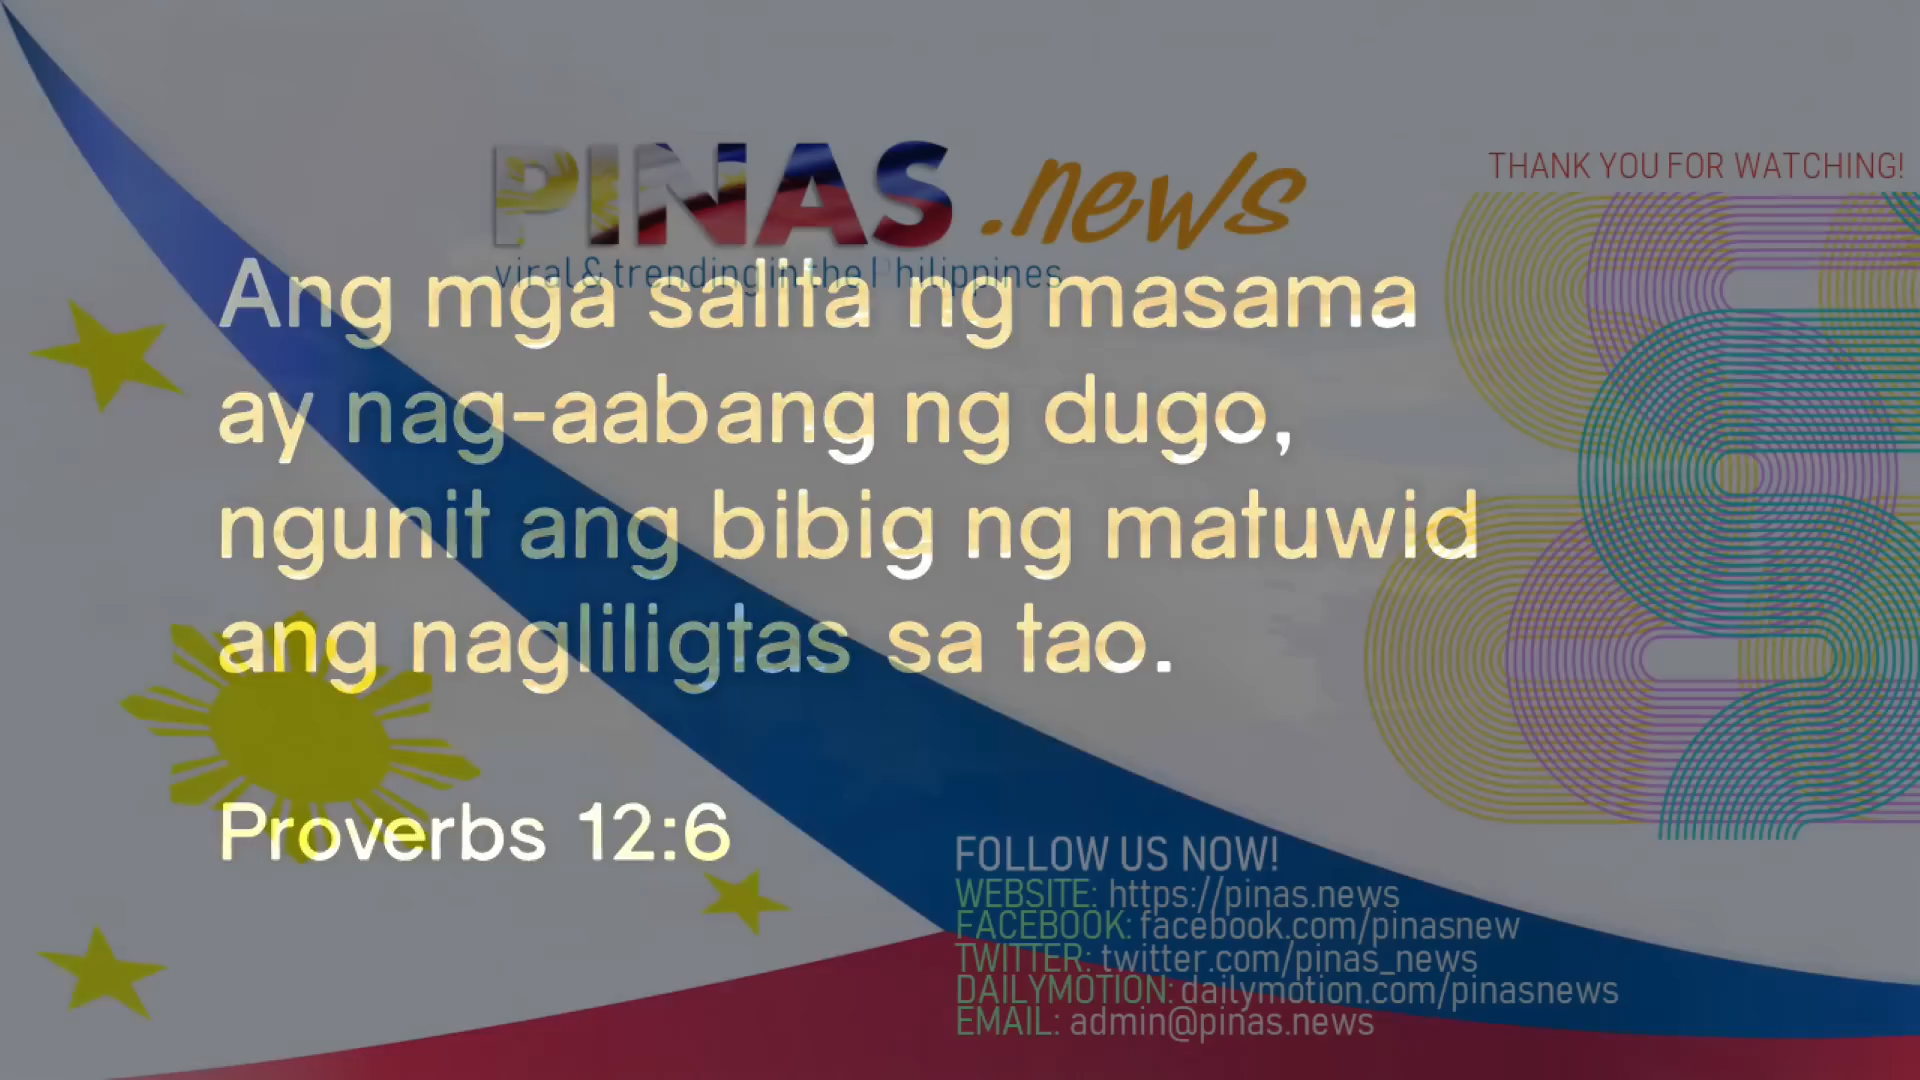 PINAS.news
viral & trending in the Philippines
THANK YOU FOR WATCHING!
Ang mga salita ng masama
ay nag-aabang ng dugo,
ngunit ang bibig ng matuwid
ang nagliligtas sa tao.
Proverbs 12:6
FOLLOW US NOW!
WEBSITE: https://pinas.news
FACEBOOK: facebook.com/pinasnew
TWITTER: twitter.com/pinas_news
DAILYMOTION: dailymotion.com/pinasnews
EMAIL: admin@pinas.news